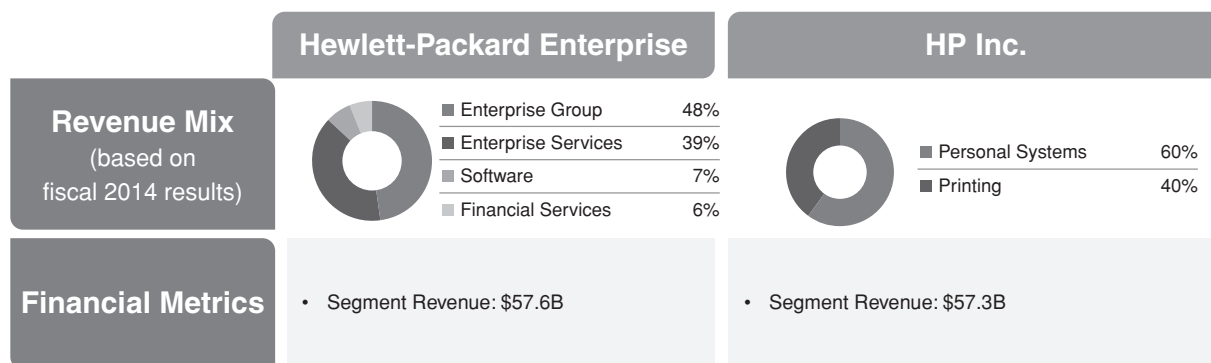 Hewlett-Packard Enterprise
HP Inc.
Revenue Mix
(based on
fiscal 2014 results)
Enterprise Group 48%
Enterprise Services 39%
Software 7%
Financial Services 6%
Personal Systems 60%
Printing 40%
Financial Metrics
• Segment Revenue: $57.6B
• Segment Revenue: $57.3B